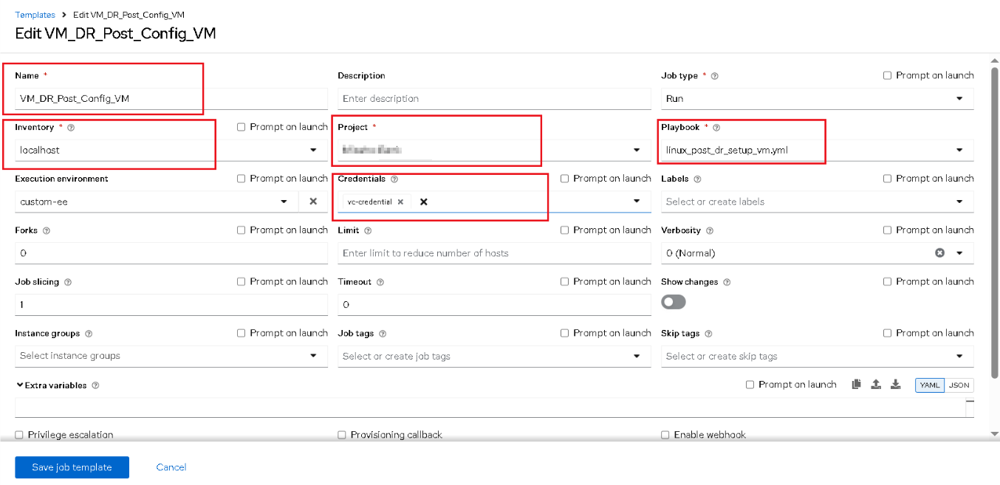 Templates > Edit VM_DR_Post_Config_VM
Edit VM_DR_Post_Config_VM
Name *
Description
Job type * Prompt on launch
VM_DR_Post_Config_VM
Enter description
Run
Inventory * Prompt on launch
Project *
Playbook *
localhost
linux_post_dr_setup_vm.yml
Execution environment Prompt on launch
Credentials Prompt on launch
Labels Prompt on launch
custom-ee
vc-credential
Select or create labels
Forks Prompt on launch
Limit Prompt on launch
Verbosity Prompt on launch
0
Enter limit to reduce number of hosts
0 (Normal)
Job slicing Prompt on launch
Timeout Prompt on launch
Show changes Prompt on launch
1
0
Instance groups Prompt on launch
Job tags Prompt on launch
Skip tags Prompt on launch
Select instance groups
Select or create job tags
Select or create skip tags
Extra variables Prompt on launch YAML JSON
Privilege escalation
Provisioning callback
Enable webhook
Save job template Cancel